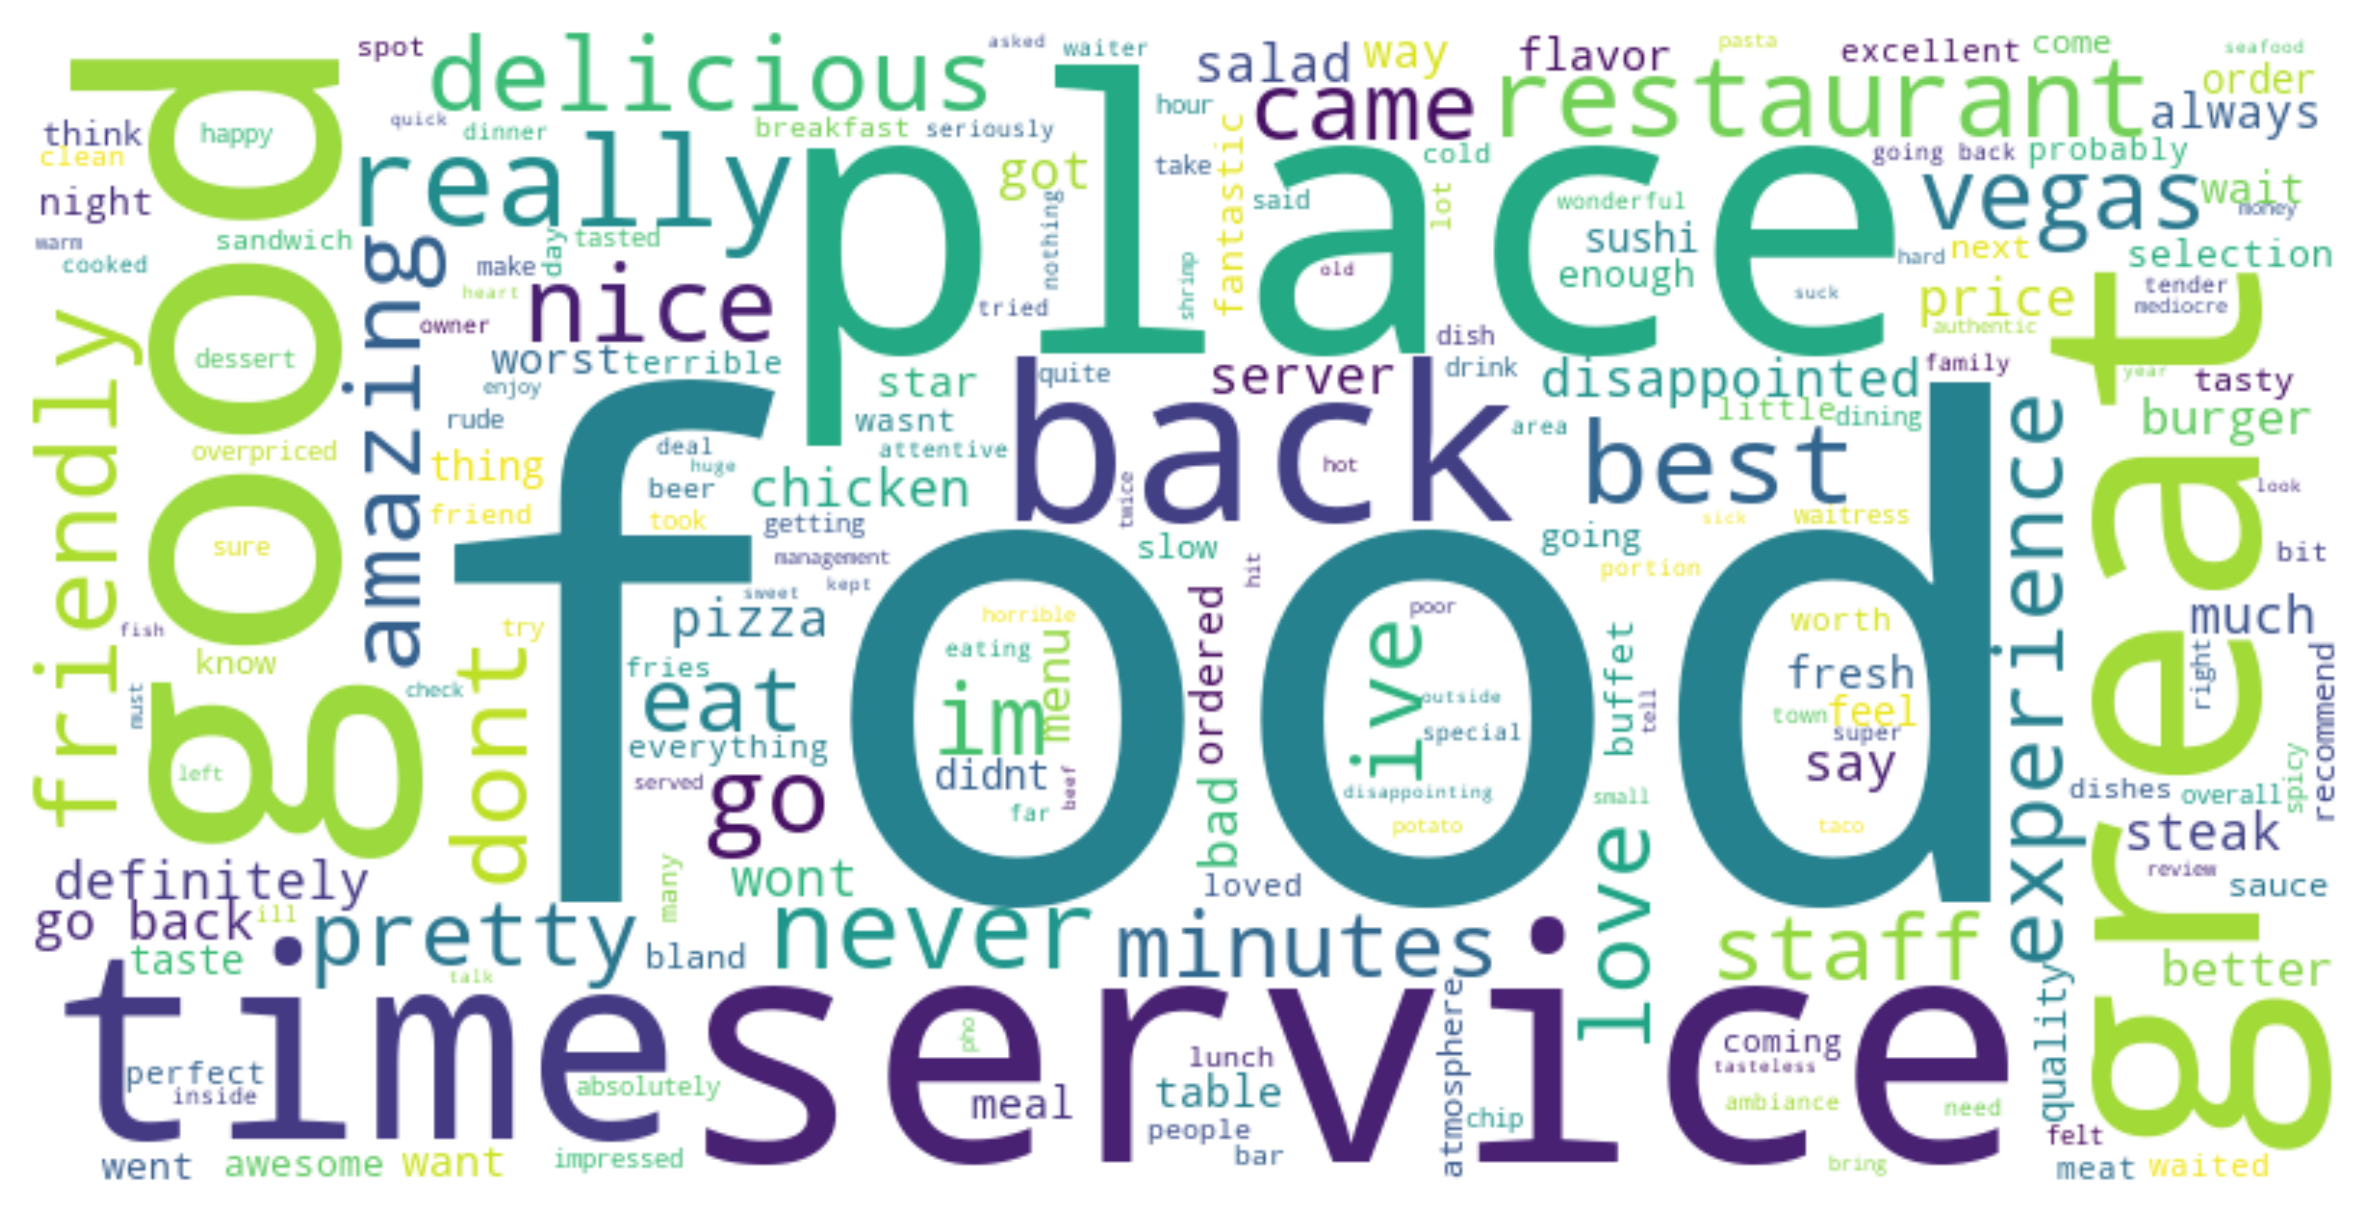 spot
delicious
asked
waiter
salad
way
flavor
pasta
excellent
come
seafood
restaurant
order
good
place
came
think
happy
quick
dinner
breakfast
seriously
hour
always
clean
really
got
take
fantastic
cold
going back
probably
night
nothing
said
lot
wonderful
vegas
wait
money
warm
sandwich
amazing
day
tasted
sushi
cooked
make
shrimp
old
enough
hard
next
selection
heart
nice
tried
suck
price
tender
mediocre
great
friendly
owner
dish
authentic
dessert
worst
terrible
star
quite
back
server
drink
disappointed
family
year
tasty
enjoy
rude
wasnt
area
little
dining
burger
overpriced
thing
deal
huge
attentive
best
experience
food
beer
chicken
hot
twice
look
friend
took
getting
sick
waitress
sure
management
slow
going
bit
sweet
kept
hit
portion
fish
try
pizza
horrible
poor
worth
much
know
dont
fries
eating
menu
ordered
ive
buffet
fresh
right
recommend
must
check
eat
im
outside
tell
town
feel
left
everything
special
super
say
served
go
didnt
beef
bad
disappointing
small
dishes
overall
spicy
far
potato
taco
steak
definitely
many
wont
loved
love
review
sauce
go back
ill
pretty
never
minutes
staff
taste
bland
better
talk
time
service
atmosphere
quality
pho
perfect
inside
absolutely
lunch
coming
tasteless
meal
table
chip
ambiance
need
people
felt
went
awesome
want
impressed
bar
bring
meat
waited